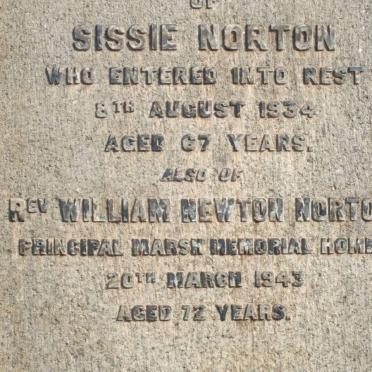 OF
SISSIE NORTON
WHO ENTERED INTO REST
8TH AUGUST 1934
AGED 67 YEARS.
ALSO OF
REV WILLIAM NEWTON NORTO
PRINCIPAL MARSH MEMORIAL HOME
20TH MARCH 1943
AGED 72 YEARS.